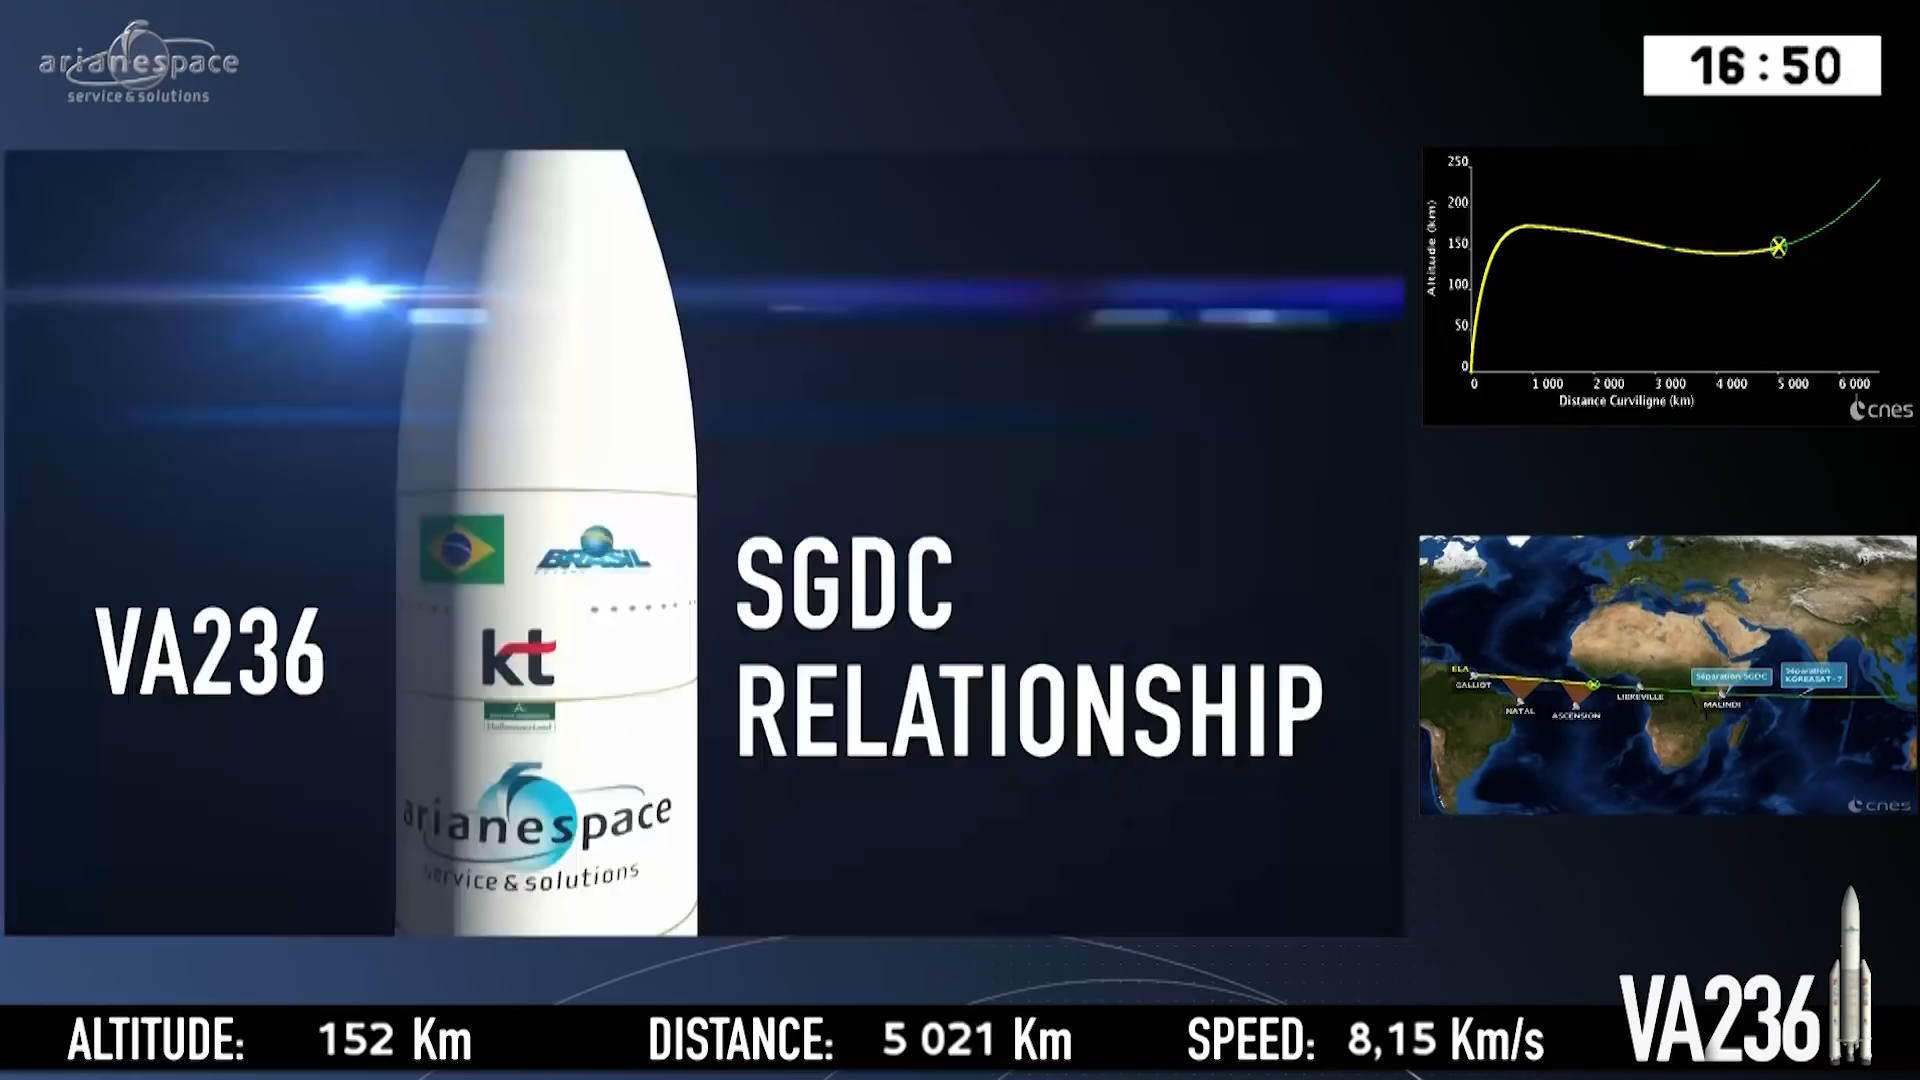 arianespace
service & solutions
16:50
250
200
150
100
50
0
Altitude (km)
0 1 000 2 000 3 000 4 000 5 000 6 000
Distance Curviligne (km)
cnes
BRASIL
kt
VA236
SGDC
RELATIONSHIP
arianespace
service & solutions
ELA
GALLIOT
NATAL
ASCENSION
LIBREVILLE
MALINDI
Séparation SGDC
Séparation
KOREASAT-7
cnes
VA236
ALTITUDE: 152 Km
DISTANCE: 5 021 Km
SPEED: 8,15 Km/s